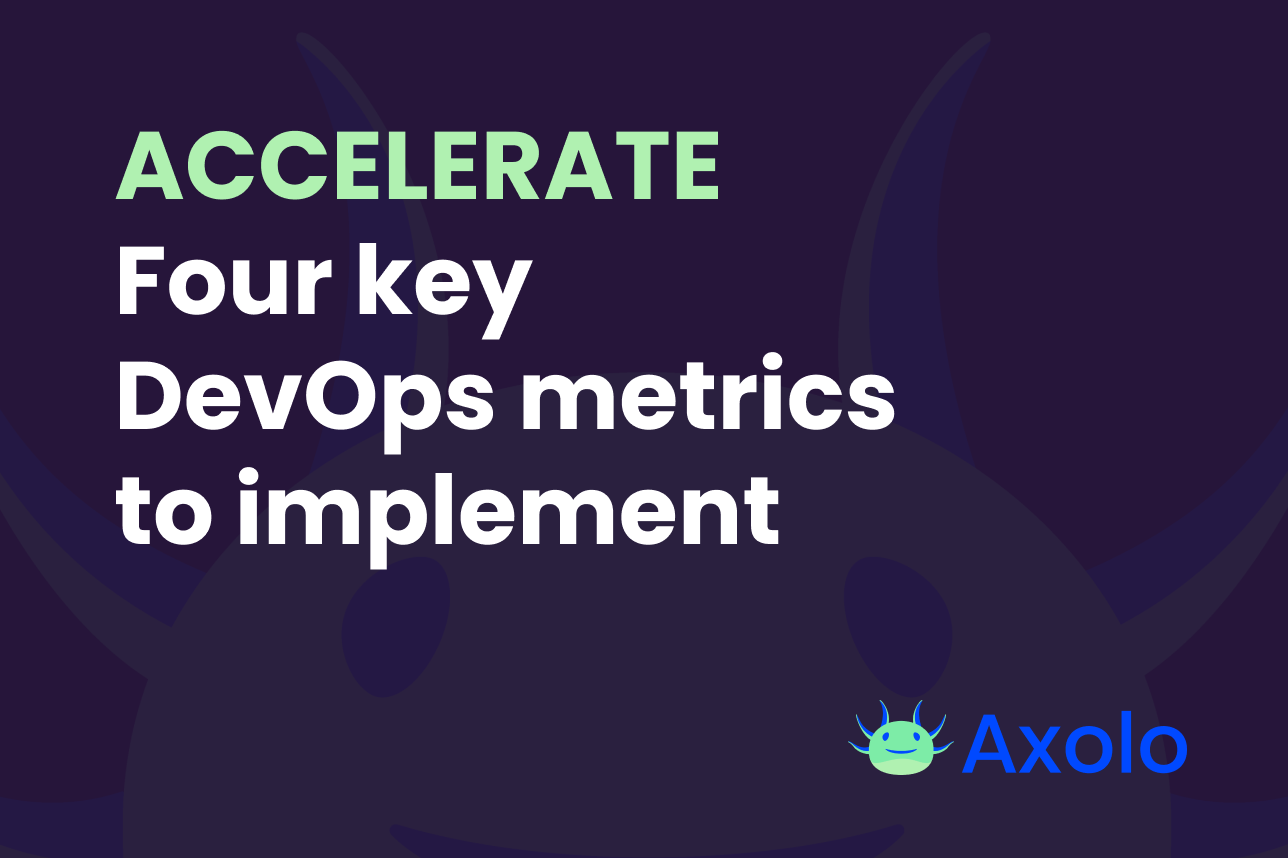 ACCELERATE
Four key
DevOps metrics
to implement
Axolo